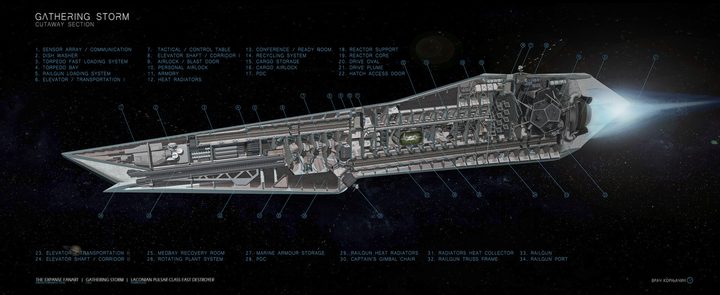 GATHERING STORM
CUTAWAY SECTION
1. SENSOR ARRAY / COMMUNICATION
2. DISH WASHER
3. TORPEDO FAST LOADING SYSTEM
4. TORPEDO BAY
5. RAILGUN LOADING SYSTEM
6. ELEVATOR / TRANSPORTATION I
7. TACTICAL / CONTROL TABLE
8. ELEVATOR SHAFT / CORRIDOR I
9. AIRLOCK / BLAST DOOR
10. PERSONAL AIRLOCK
11. ARMORY
12. HEAT RADIATORS
13. CONFERENCE / READY ROOM
14. RECYCLING SYSTEM
15. CARGO STORAGE
16. CARGO AIRLOCK
17. PDC
18. REACTOR SUPPORT
19. REACTOR CORE
20. DRIVE OVAL
21. DRIVE PLUME
22. HATCH ACCESS DOOR
23. ELEVATOR / TRANSPORTATION II
24. ELEVATOR SHAFT / CORRIDOR II
25. MEDBAY RECOVERY ROOM
26. ROTATING PLANT SYSTEM
27. MARINE ARMOUR STORAGE
28. PDC
29. RAILGUN HEAT RADIATORS
30. CAPTAIN'S GIMBAL CHAIR
31. RADIATORS HEAT COLLECTOR
32. RAILGUN TRUSS FRAME
33. RAILGUN
34. RAILGUN PORT
THE EXPANSE FANART | GATHERING STORM | LACONIAN PULSAR CLASS FAST DESTROYER